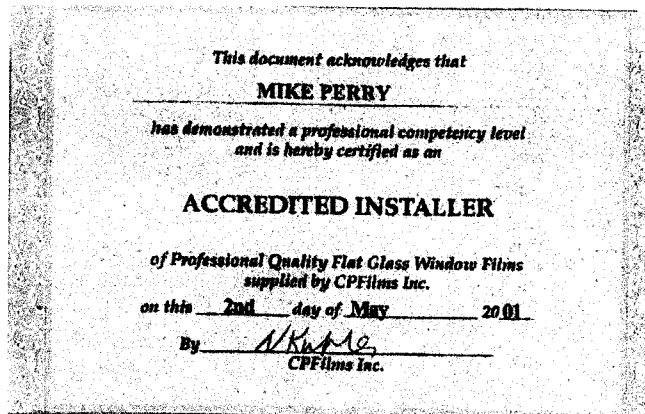 This document acknowledges that
MIKE PERRY
has demonstrated a professional competency level
and is hereby certified as an
ACCREDITED INSTALLER
of Professional Quality Flat Glass Window Films
supplied by CPFilms Inc.
on this 2nd day of May 2001
By
CPFilms Inc.